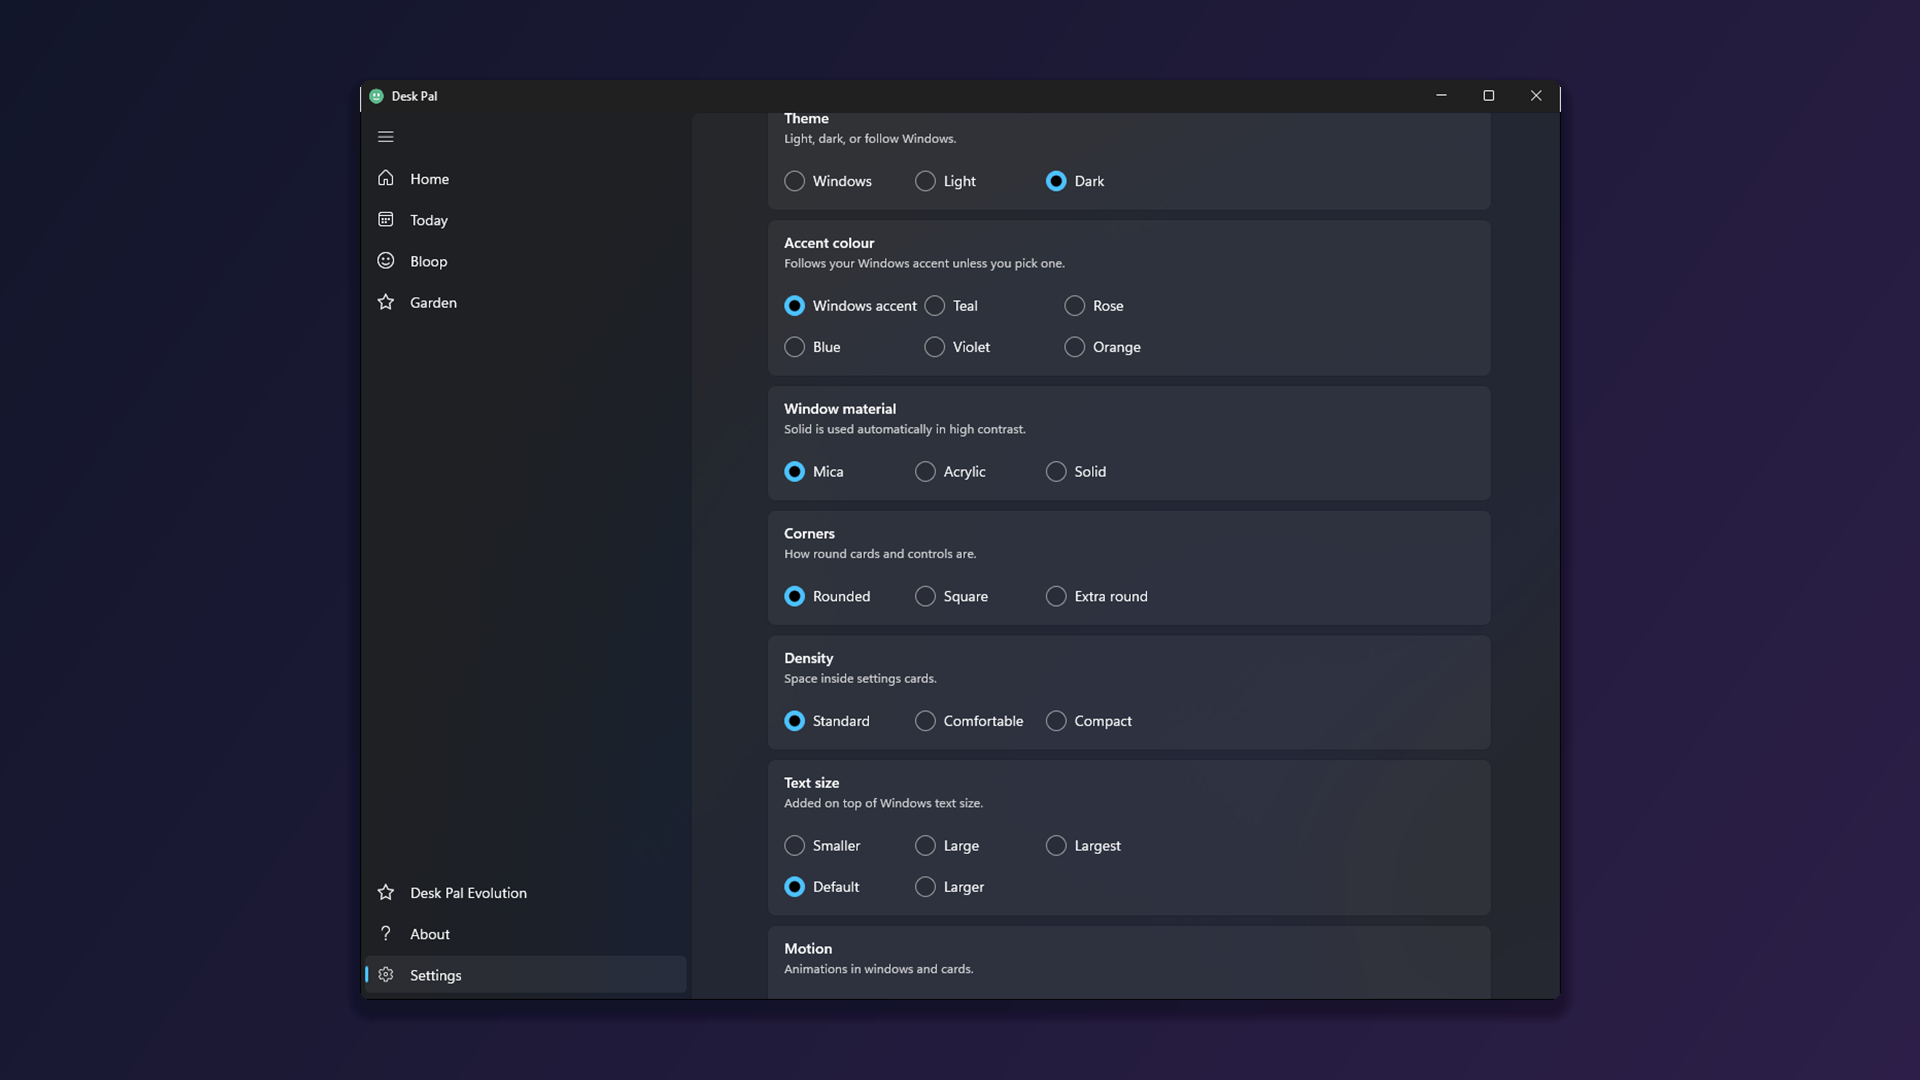 Desk Pal
Home
Today
Bloop
Garden
Desk Pal Evolution
? About
Settings
Theme
Light, dark, or follow Windows.
Windows Light Dark
Accent colour
Follows your Windows accent unless you pick one.
Windows accent Teal Rose
Blue Violet Orange
Window material
Solid is used automatically in high contrast.
Mica Acrylic Solid
Corners
How round cards and controls are.
Rounded Square Extra round
Density
Space inside settings cards.
Standard Comfortable Compact
Text size
Added on top of Windows text size.
Smaller Large Largest
Default Larger
Motion
Animations in windows and cards.